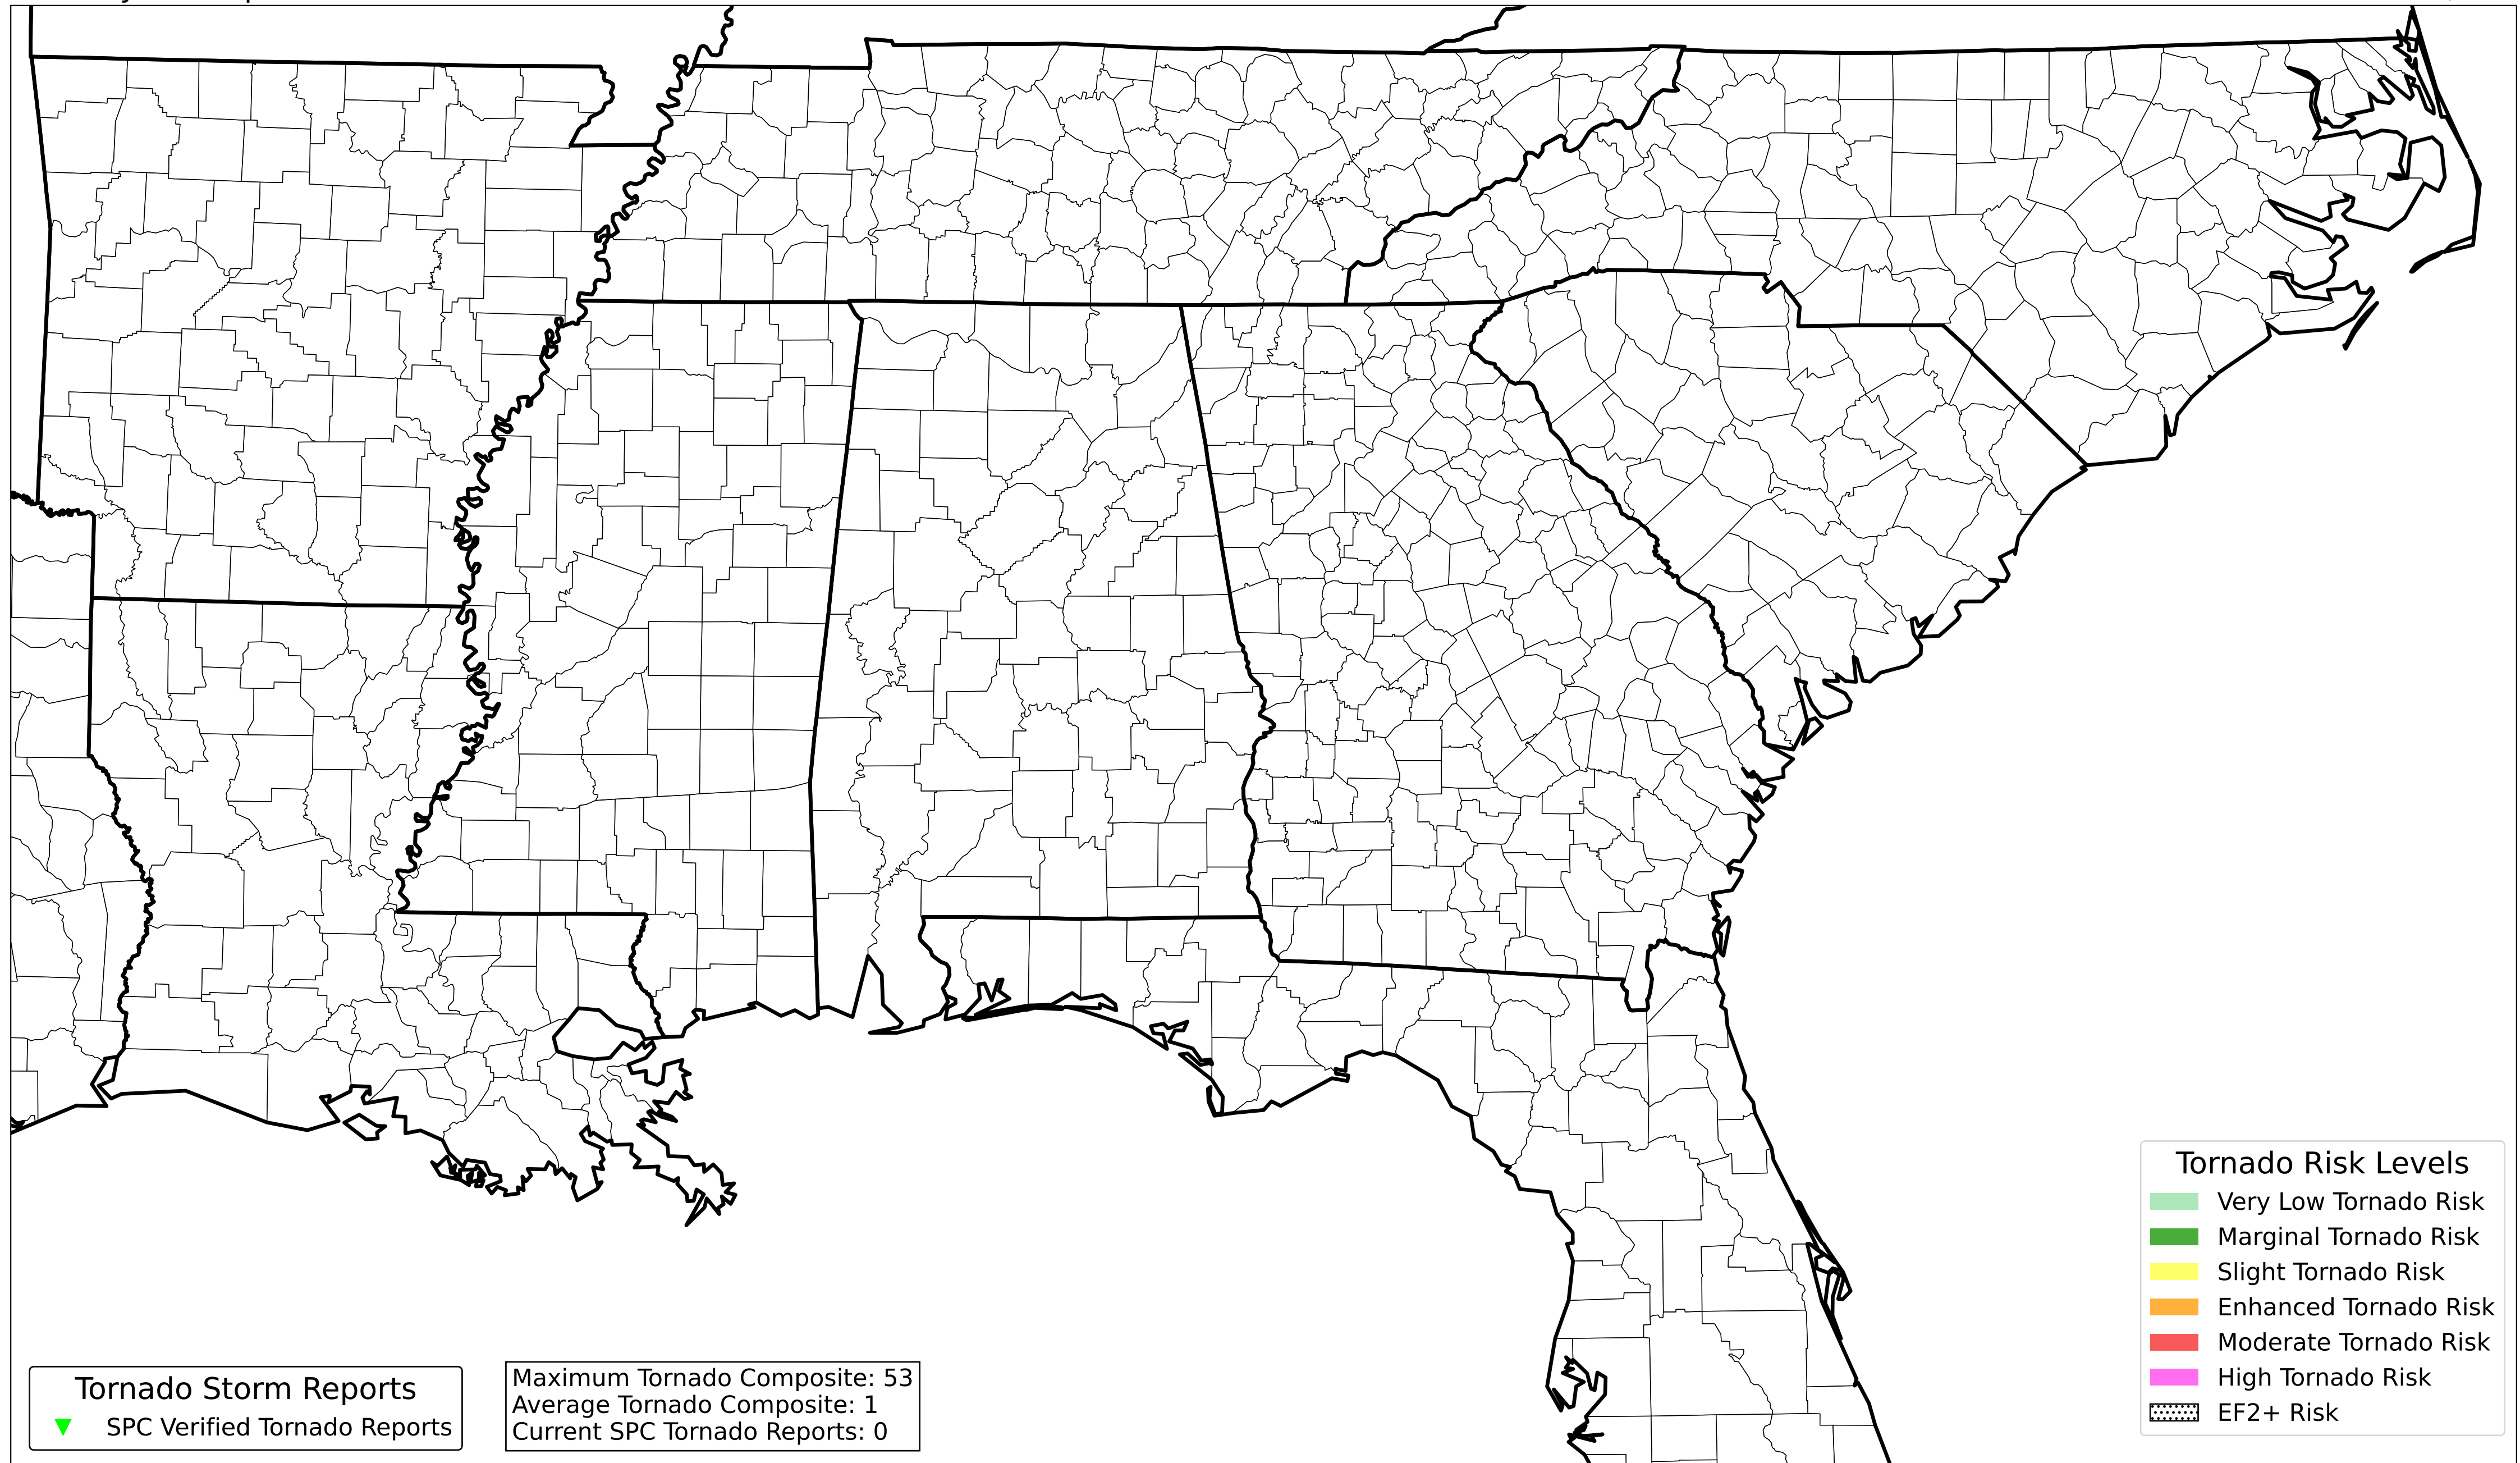 Tornado Risk Levels
Very Low Tornado Risk
Marginal Tornado Risk
Slight Tornado Risk
Enhanced Tornado Risk
Moderate Tornado Risk
High Tornado Risk
EF2+ Risk
Tornado Storm Reports
SPC Verified Tornado Reports
Maximum Tornado Composite: 53
Average Tornado Composite: 1
Current SPC Tornado Reports: 0